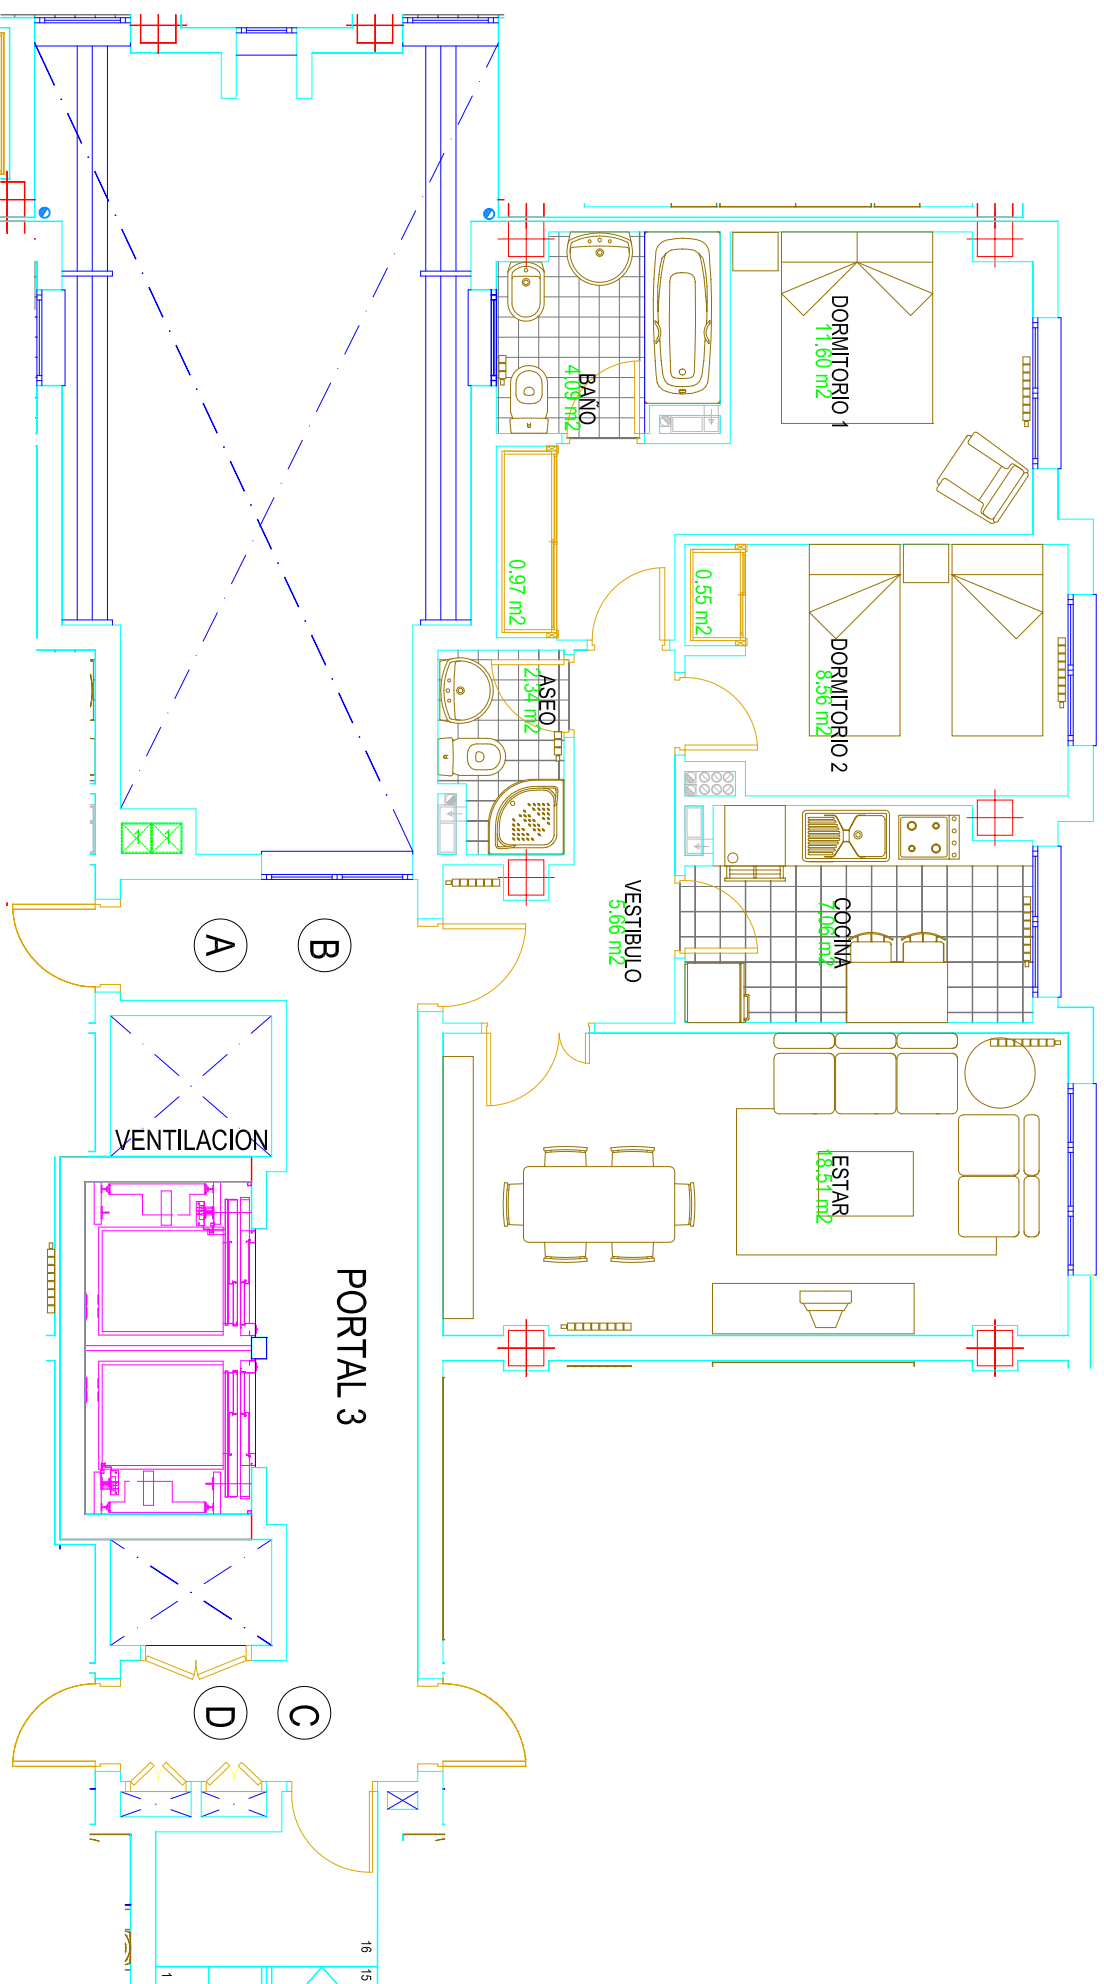 DORMITORIO 1
11.60 m2
BAÑO
4.09 m2
0.97 m2
0.55 m2
DORMITORIO 2
8.56 m2
ASEO
2.34 m2
COCINA
7.06 m2
VESTIBULO
5.66 m2
ESTAR
18.51 m2
A
B
VENTILACION
PORTAL 3
D
C
16
15
1